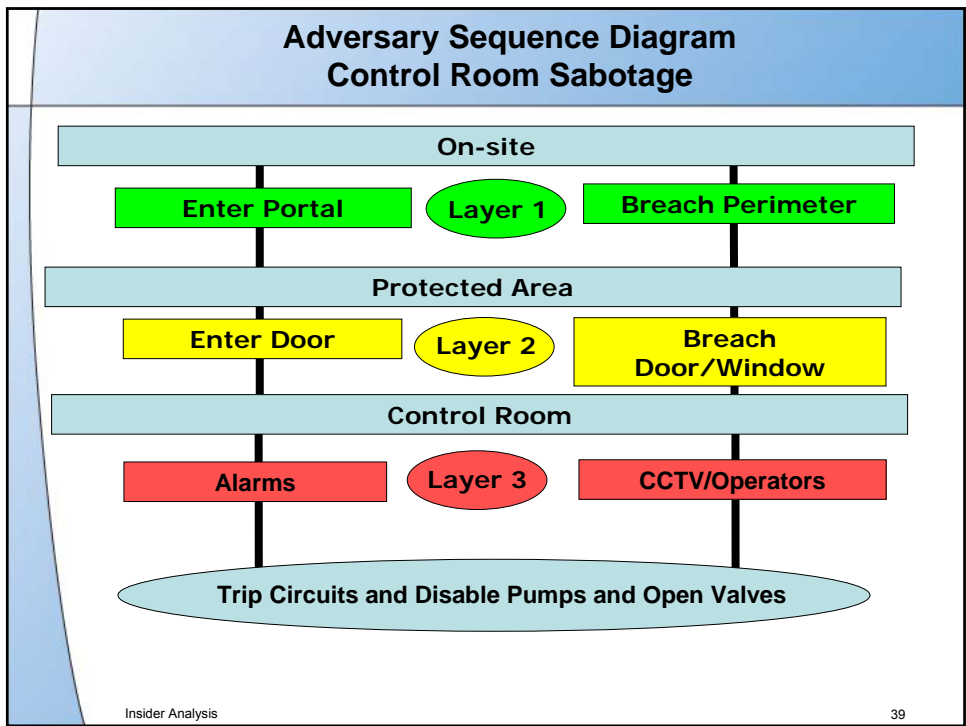 Adversary Sequence Diagram
Control Room Sabotage
On-site
Enter Portal
Layer 1
Breach Perimeter
Protected Area
Enter Door
Layer 2
Breach
Door/Window
Control Room
Alarms
Layer 3
CCTV/Operators
Trip Circuits and Disable Pumps and Open Valves
Insider Analysis
39